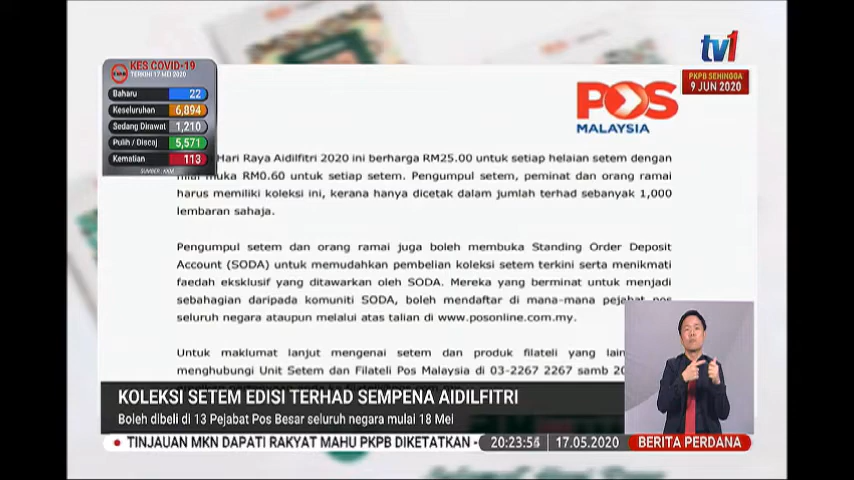 tv1
PKPB SEHINGGA
9 JUN 2020
KES COVID-19
TERKINI 17 MEI 2020
Baharu 22
Keseluruhan 6,894
Sedang Dirawat 1,210
Pulih / Discaj 5,571
Kematian 113
SUMBER : KKM
POS
MALAYSIA
Hari Raya Aidilfitri 2020 ini berharga RM25.00 untuk setiap helaian setem dengan
muka RM0.60 untuk setiap setem. Pengumpul setem, peminat dan orang ramai
harus memiliki koleksi ini, kerana hanya dicetak dalam jumlah terhad sebanyak 1,000
lembaran sahaja.
Pengumpul setem dan orang ramai juga boleh membuka Standing Order Deposit
Account (SODA) untuk memudahkan pembelian koleksi setem terkini serta menikmati
faedah eksklusif yang ditawarkan oleh SODA. Mereka yang berminat untuk menjadi
sebahagian daripada komuniti SODA, boleh mendaftar di mana-mana pejabat pos
seluruh negara ataupun melalui atas talian di www.posonline.com.my.
Untuk maklumat lanjut mengenai setem dan produk filateli yang lain
menghubungi Unit Setem dan Filateli Pos Malaysia di 03-2267 2267 samb 20
KOLEKSI SETEM EDISI TERHAD SEMPENA AIDILFITRI
Boleh dibeli di 13 Pejabat Pos Besar seluruh negara mulai 18 Mei
TINJAUAN MKN DAPATI RAKYAT MAHU PKPB DIKETATKAN - 20:23:54 17.05.2020 BERITA PERDANA